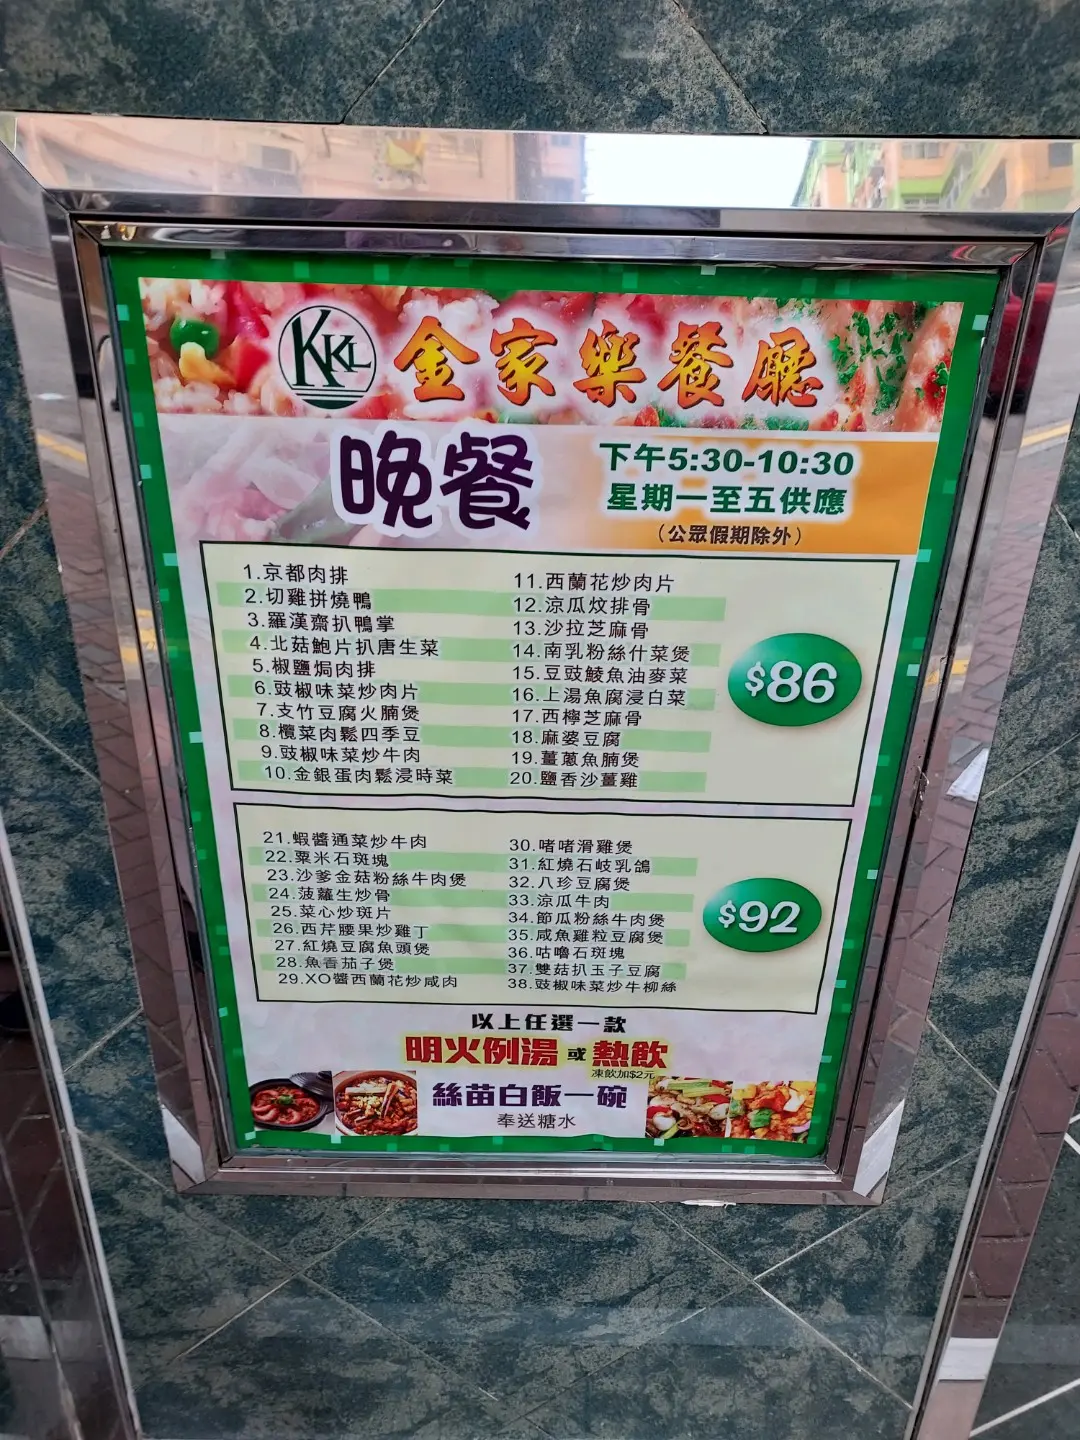 KKL 金家樂餐廳
晚餐
下午5:30-10:30
星期一至五供應
(公眾假期除外)
1.京都肉排
2.切雞拼燒鴨
3.羅漢齋扒鴨掌
4.北菇鮑片扒唐生菜
5.椒鹽焗肉排
6.豉椒味菜炒肉片
7.支竹豆腐火腩煲
8.欖菜肉鬆四季豆
9.豉椒味菜炒牛肉
10.金銀蛋肉鬆浸時菜
11.西蘭花炒肉片
12.涼瓜炆排骨
13.沙拉芝麻骨
14.南乳粉絲什菜煲
15.豆豉鯪魚油麥菜
16.上湯魚腐浸白菜
17.西檸芝麻骨
18.麻婆豆腐
19.薑蔥魚腩煲
20.鹽香沙薑雞
$86
21.蝦醬通菜炒牛肉
22.粟米石斑塊
23.沙爹金菇粉絲牛肉煲
24.菠蘿生炒骨
25.菜心炒斑片
26.西芹腰果炒雞丁
27.紅燒豆腐魚頭煲
28.魚香茄子煲
29.XO醬西蘭花炒咸肉
30.啫啫滑雞煲
31.紅燒石岐乳鴿
32.八珍豆腐煲
33.涼瓜牛肉
34.節瓜粉絲牛肉煲
35.咸魚雞粒豆腐煲
36.咕嚕石斑塊
37.雙菇扒玉子豆腐
38.豉椒味菜炒牛柳絲
$92
以上任選一款
明火例湯 或 熱飲
凍飲加$2元
絲苗白飯一碗
奉送糖水